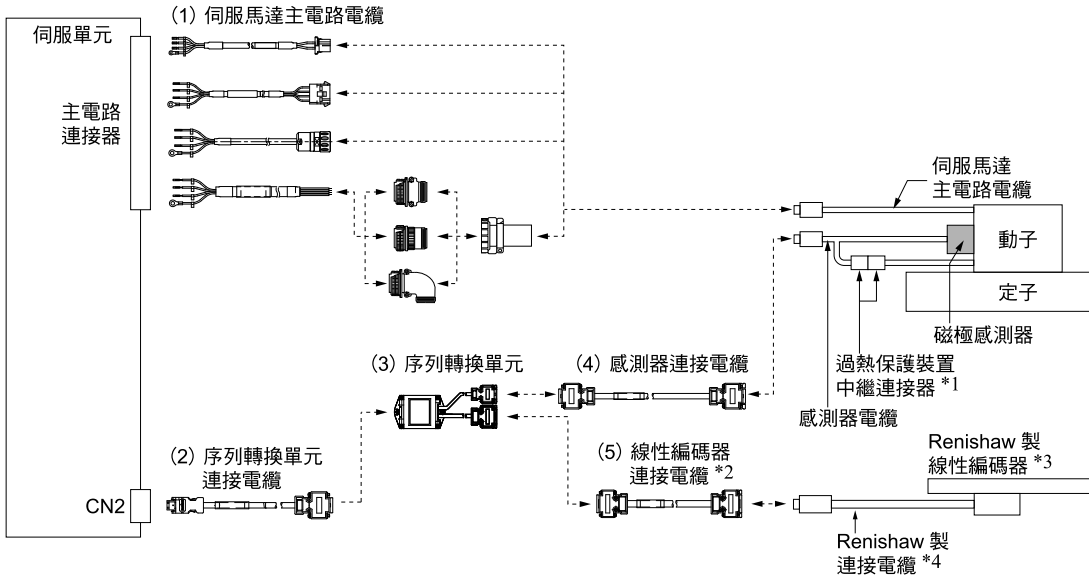 (1) 伺服馬達主電路電纜
伺服單元
主電路
連接器
伺服馬達
主電路電纜
動子
定子
磁極感測器
過熱保護裝置
中繼連接器 *1
感測器電纜
(3) 序列轉換單元
(4) 感測器連接電纜
(2) 序列轉換單元
連接電纜
(5) 線性編碼器
連接電纜 *2
Renishaw 製
線性編碼器 *3
CN2
Renishaw 製
連接電纜 *4